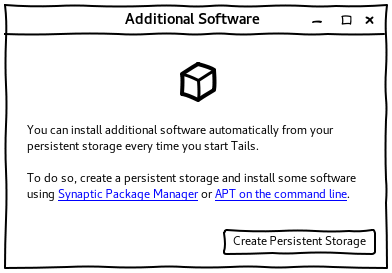 Additional Software
You can install additional software automatically from your
persistent storage every time you start Tails.
To do so, create a persistent storage and install some software
using Synaptic Package Manager or APT on the command line.
Create Persistent Storage